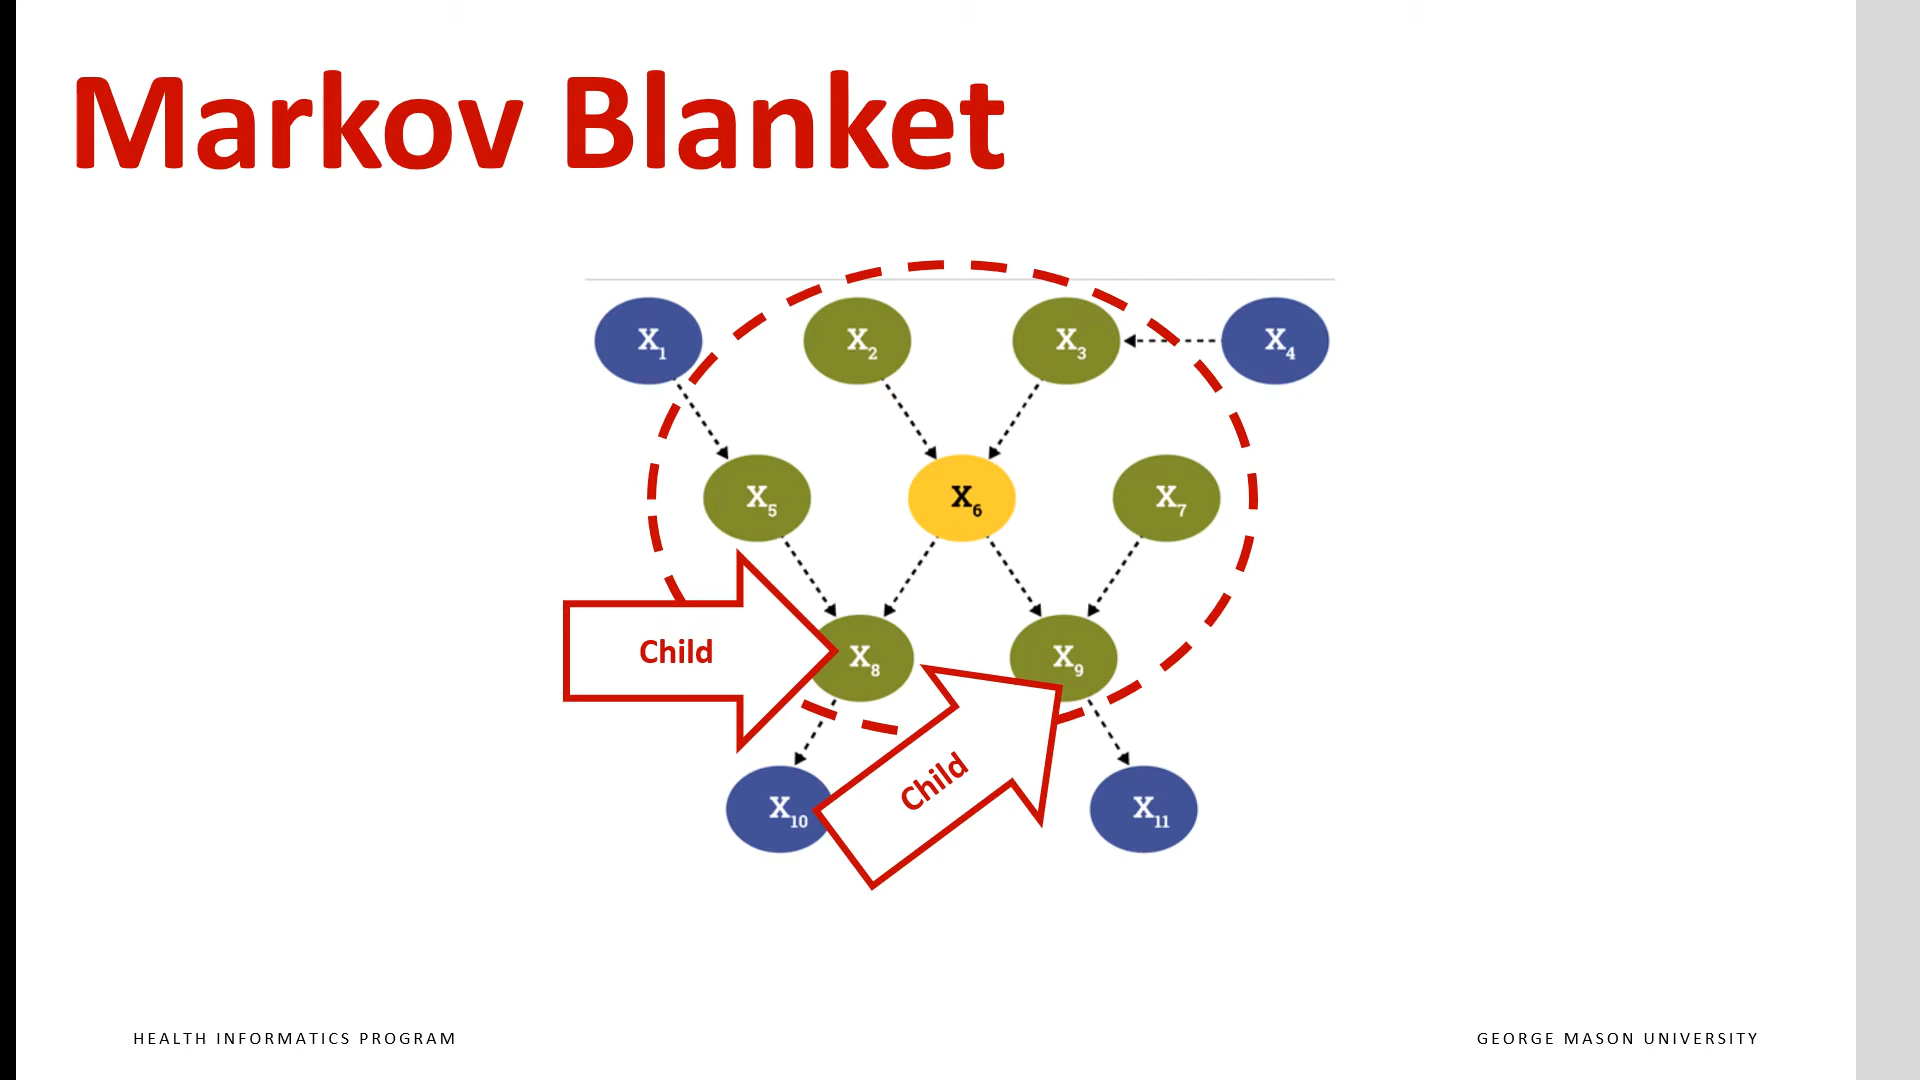 Markov Blanket
X1 X2 X3 X4
X5 X6 X7
Child X8 X9
Child
X10 X11
HEALTH INFORMATICS PROGRAM
GEORGE MASON UNIVERSITY